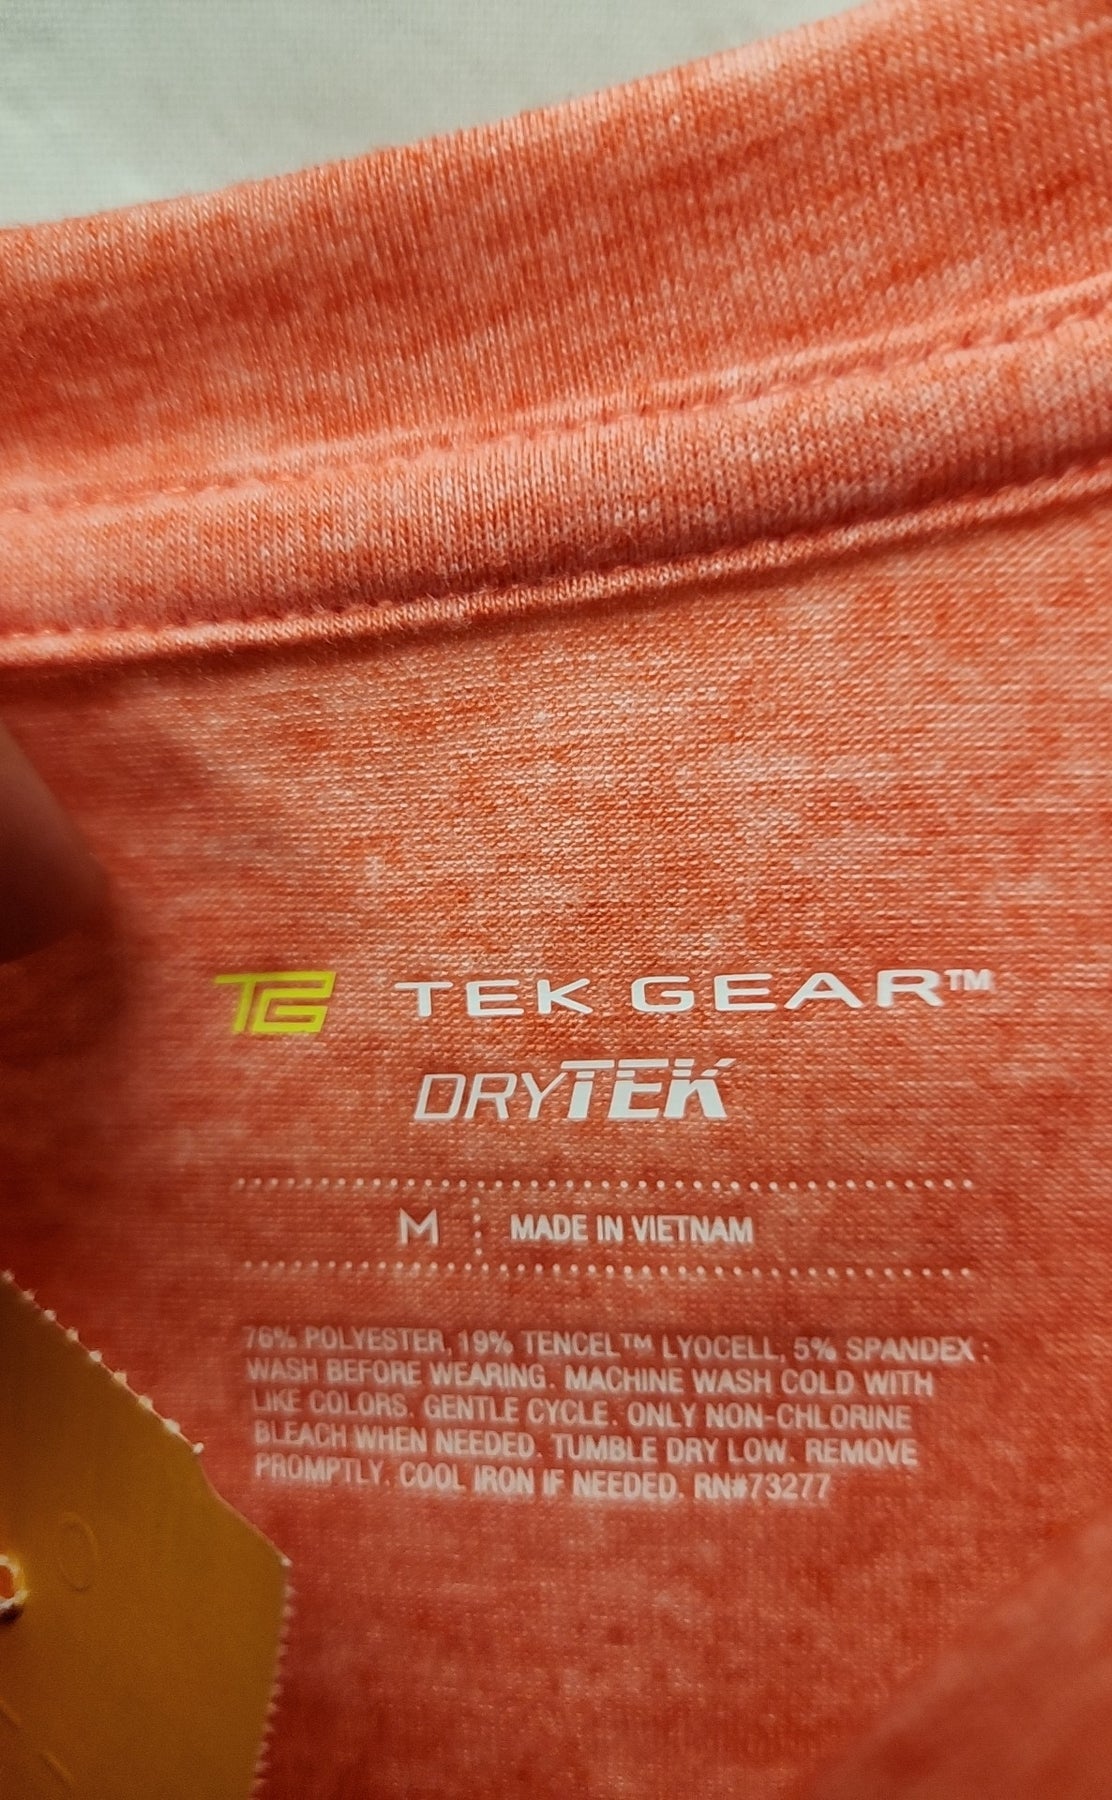 TG TEK GEAR™
DRYTEK
M : MADE IN VIETNAM
76% POLYESTER, 19% TENCEL™ LYOCELL, 5% SPANDEX :
WASH BEFORE WEARING. MACHINE WASH COLD WITH
LIKE COLORS. GENTLE CYCLE. ONLY NON-CHLORINE
BLEACH WHEN NEEDED. TUMBLE DRY LOW. REMOVE
PROMPTLY. COOL IRON IF NEEDED. RN#73277